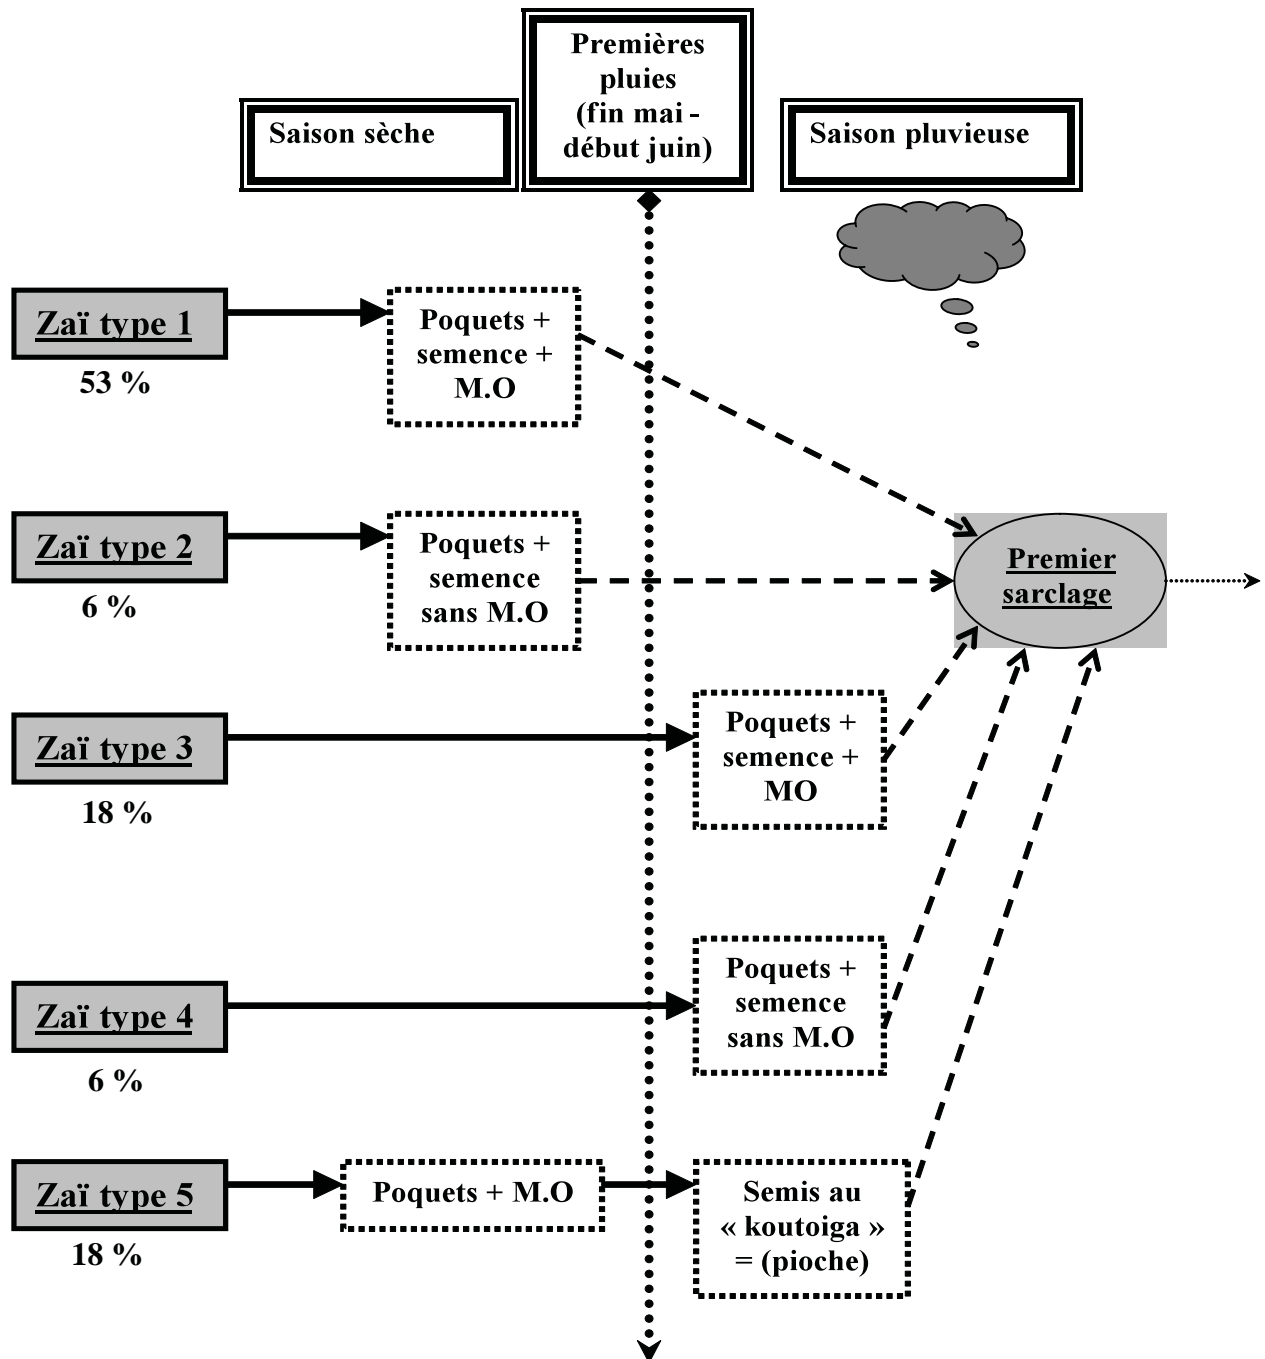 Premières
pluies
(fin mai -
début juin)
Saison sèche
Saison pluvieuse
Zaï type 1
53 %
Poquets +
semence +
M.O
Zaï type 2
6 %
Poquets +
semence
sans M.O
Premier
sarclage
Zaï type 3
18 %
Poquets +
semence +
MO
Zaï type 4
6 %
Poquets +
semence
sans M.O
Zaï type 5
18 %
Poquets + M.O
Semis au
« koutoiga »
= (pioche)